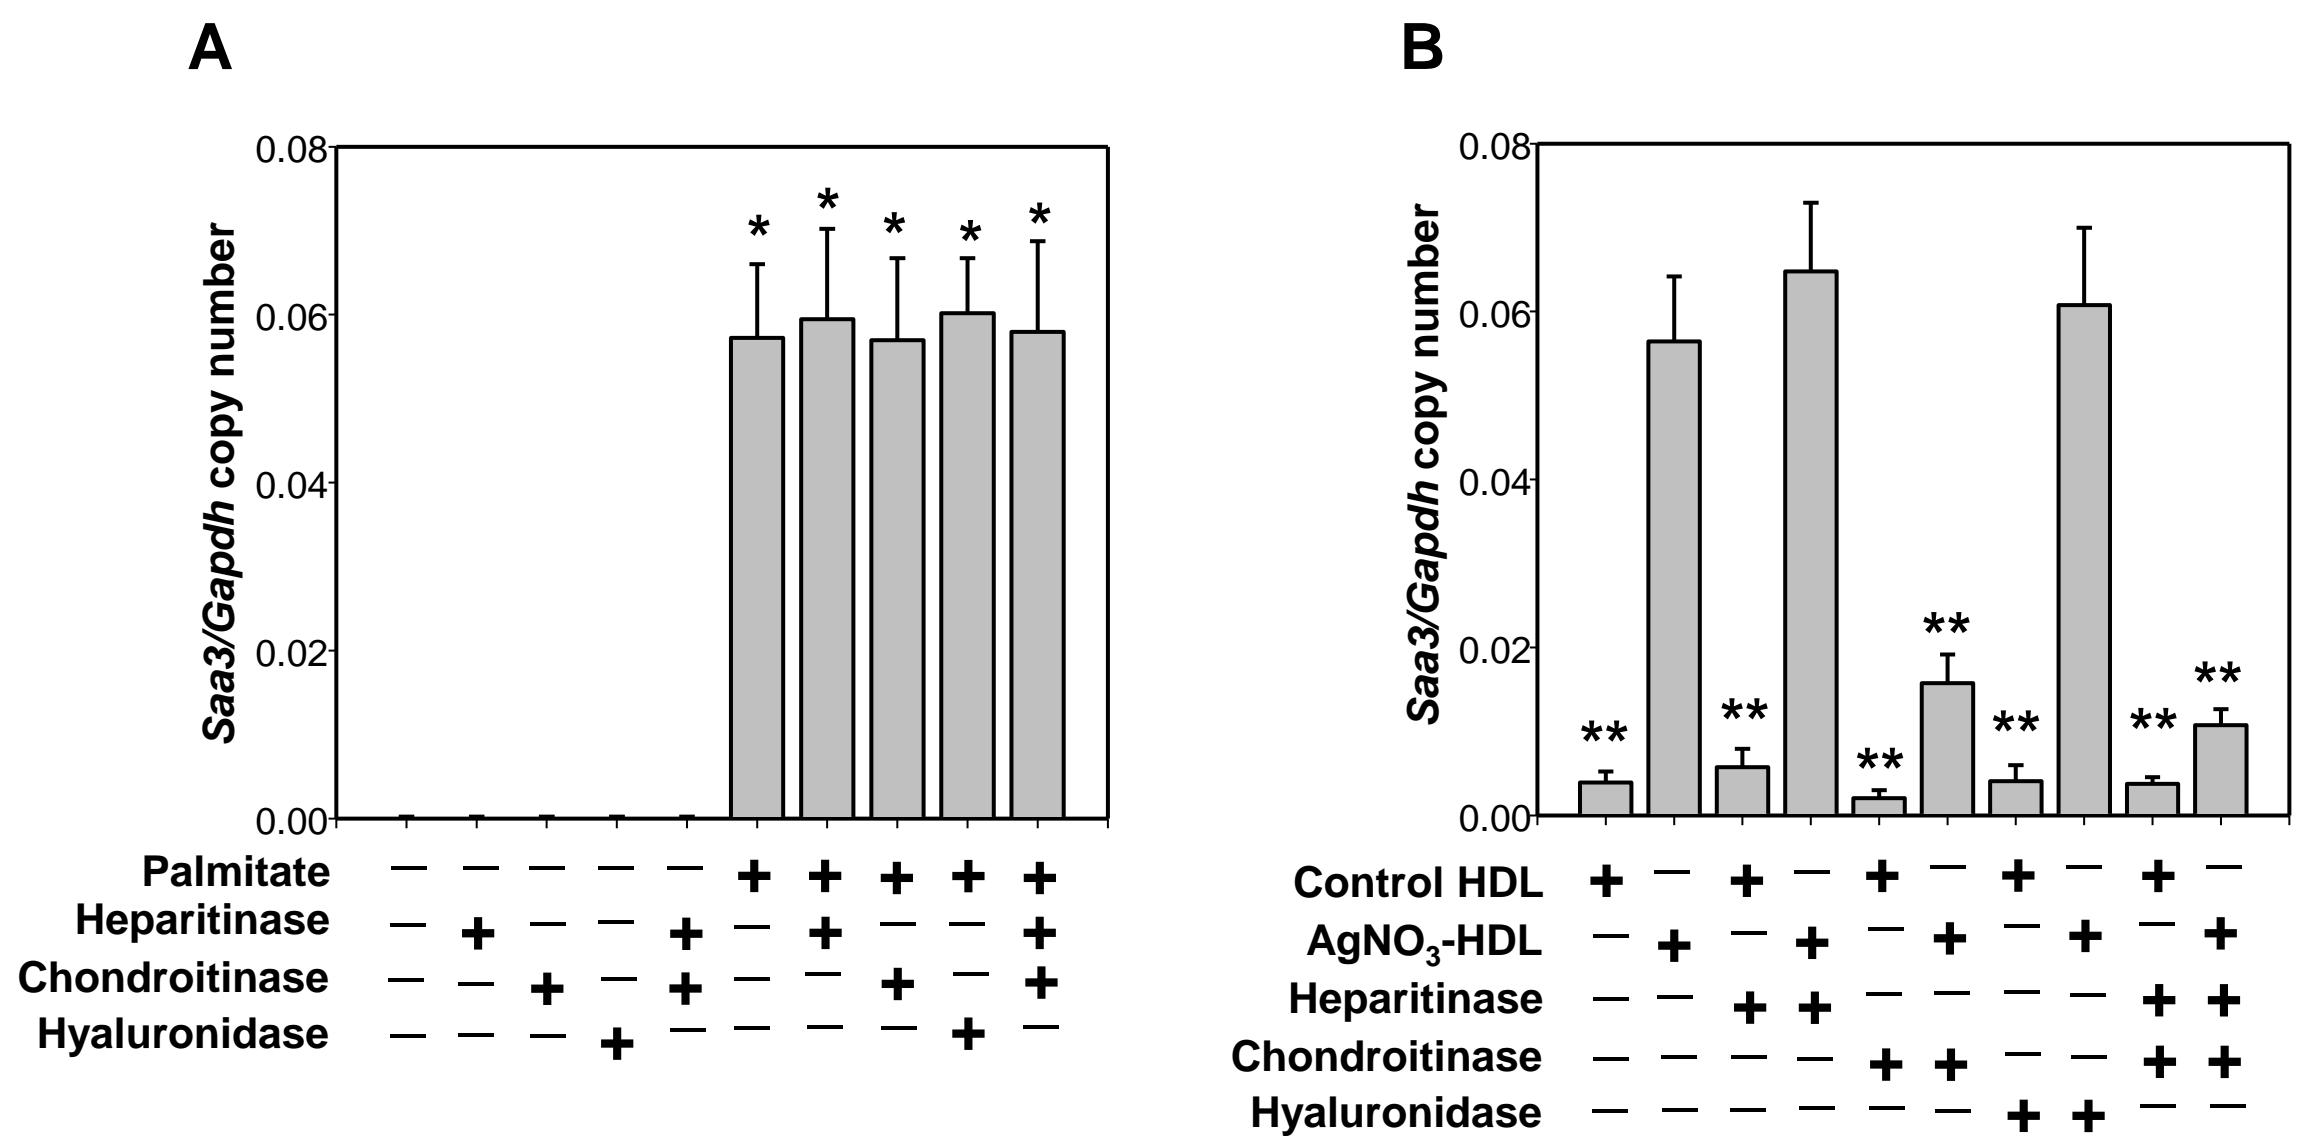 A
B
0.08
0.06
0.04
0.02
0.00
Saa3/Gapdh copy number
* * * * *
Palmitate — — — — — + + + + +
Heparitinase — + — — + — + — — +
Chondroitinase — — + — + — — + — +
Hyaluronidase — — — + — — — — + —
0.08
0.06
0.04
0.02
0.00
Saa3/Gapdh copy number
** ** ** ** ** ** **
Control HDL + — + — + — + — + —
AgNO3-HDL — + — + — + — + — +
Heparitinase — — + + — — — — + +
Chondroitinase — — — — + + — — + +
Hyaluronidase — — — — — — + + — —